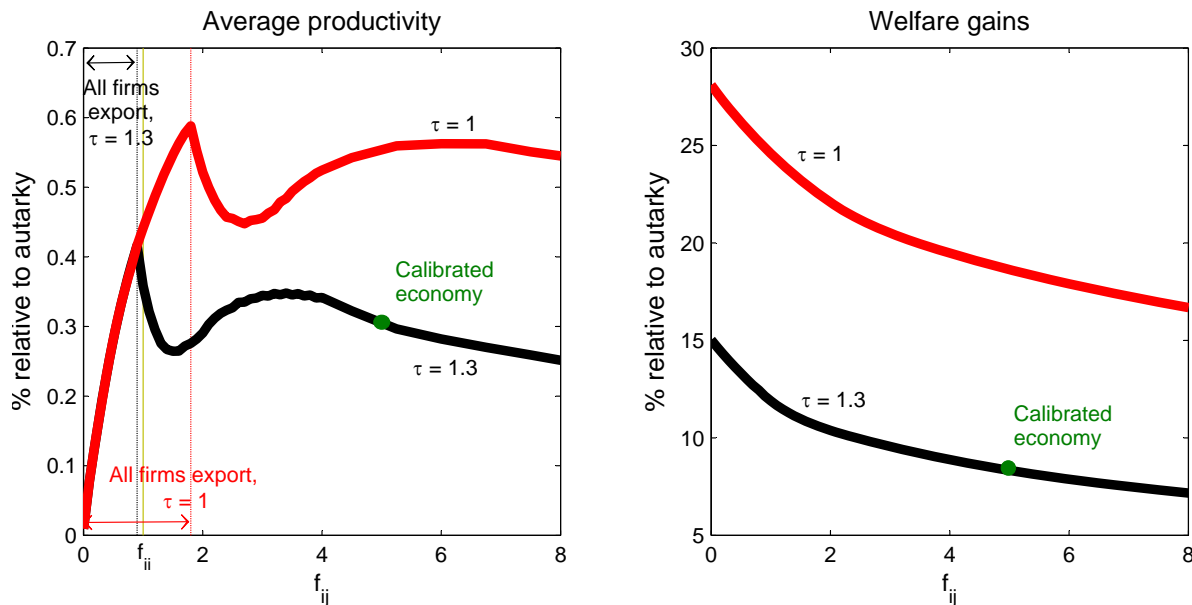 Average productivity
% relative to autarky
0.7
0.6
0.5
0.4
0.3
0.2
0.1
0
All firms
export,
τ = 1.3
τ = 1
Calibrated
economy
τ = 1.3
All firms export,
τ = 1
0 f_ii 2 4 6 8
f_ij
Welfare gains
% relative to autarky
30
25
20
15
10
5
τ = 1
τ = 1.3
Calibrated
economy
0 2 4 6 8
f_ij